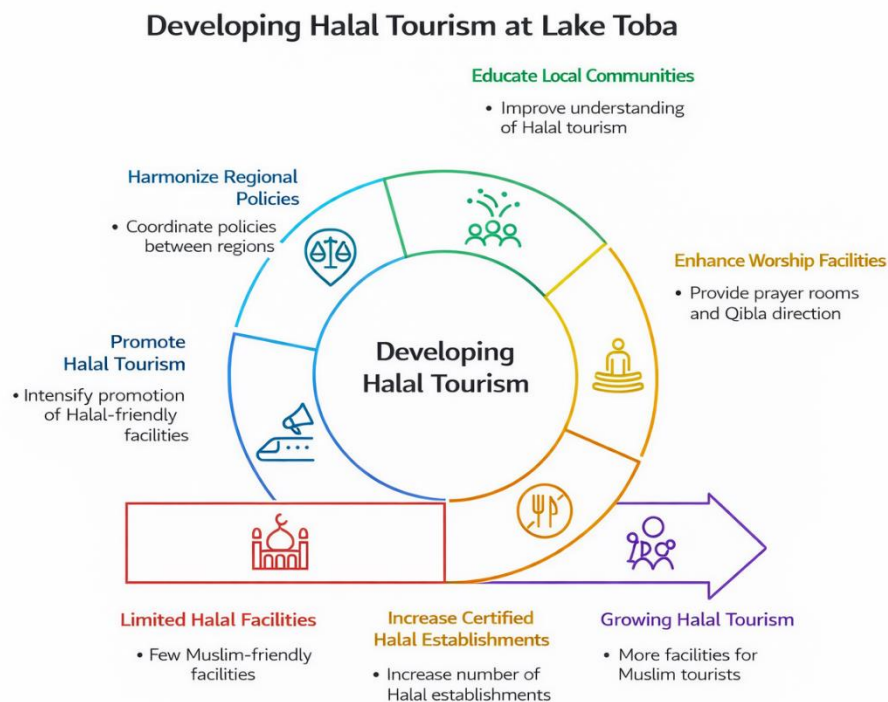 Developing Halal Tourism at Lake Toba
Educate Local Communities
• Improve understanding
of Halal tourism
Harmonize Regional
Policies
• Coordinate policies
between regions
Enhance Worship Facilities
• Provide prayer rooms
and Qibla direction
Promote
Halal Tourism
• Intensify promotion
of Halal-friendly
facilities
Developing
Halal Tourism
Limited Halal Facilities
• Few Muslim-friendly
facilities
Increase Certified
Halal Establishments
• Increase number of
Halal establishments
Growing Halal Tourism
• More facilities for
Muslim tourists